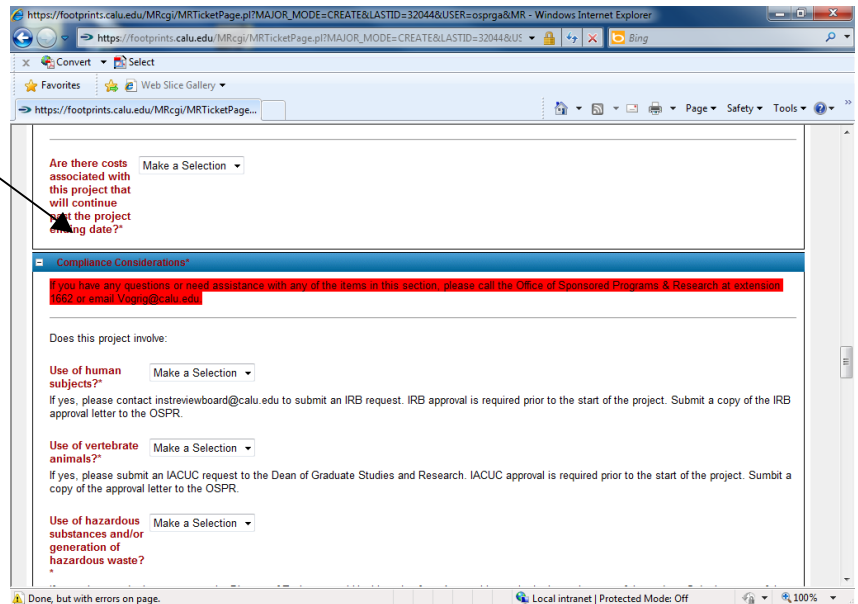 https://footprints.calu.edu/MRcgi/MRTicketPage.pl?MAJOR_MODE=CREATE&LASTID=32044&USER=osprga&MR - Windows Internet Explorer
https://footprints.calu.edu/MRcgi/MRTicketPage.pl?MAJOR_MODE=CREATE&LASTID=32044&US
Bing
x Convert Select
Favorites Web Slice Gallery
https://footprints.calu.edu/MRcgi/MRTicketPage... Page Safety Tools »
Are there costs associated with this project that will continue post the project ending date?*
Make a Selection
Compliance Considerations*
If you have any questions or need assistance with any of the items in this section, please call the Office of Sponsored Programs & Research at extension
1662 or email Vogrig@calu.edu.
Does this project involve:
Use of human subjects?*
Make a Selection
If yes, please contact instreviewboard@calu.edu to submit an IRB request. IRB approval is required prior to the start of the project. Submit a copy of the IRB
approval letter to the OSPR.
Use of vertebrate animals?*
Make a Selection
If yes, please submit an IACUC request to the Dean of Graduate Studies and Research. IACUC approval is required prior to the start of the project. Sumbit a
copy of the approval letter to the OSPR.
Use of hazardous substances and/or generation of hazardous waste?
*
Make a Selection
Done, but with errors on page. Local intranet | Protected Mode: Off 100%